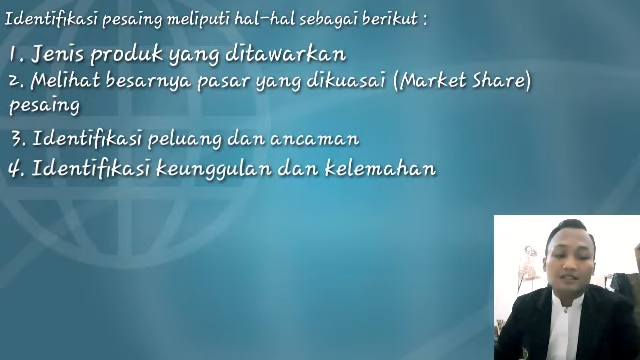 Identifikasi pesaing meliputi hal-hal sebagai berikut :
1. Jenis produk yang ditawarkan
2. Melihat besarnya pasar yang dikuasai (Market Share)
pesaing
3. Identifikasi peluang dan ancaman
4. Identifikasi keunggulan dan kelemahan